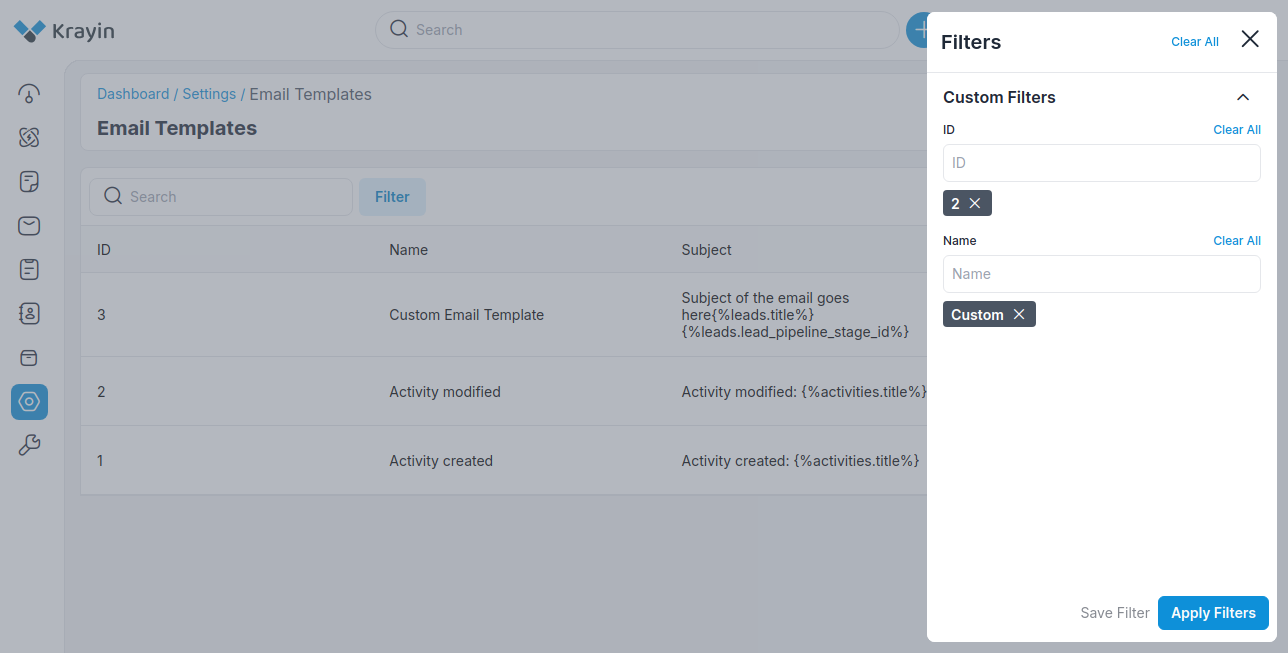 Krayin
Search
Dashboard / Settings / Email Templates
Email Templates
Search
Filter
ID Name Subject
3 Custom Email Template Subject of the email goes
here{%leads.title%}
{%leads.lead_pipeline_stage_id%}
2 Activity modified Activity modified: {%activities.title%}
1 Activity created Activity created: {%activities.title%}
Filters Clear All
Custom Filters
ID Clear All
ID
2
Name Clear All
Name
Custom
Save Filter Apply Filters